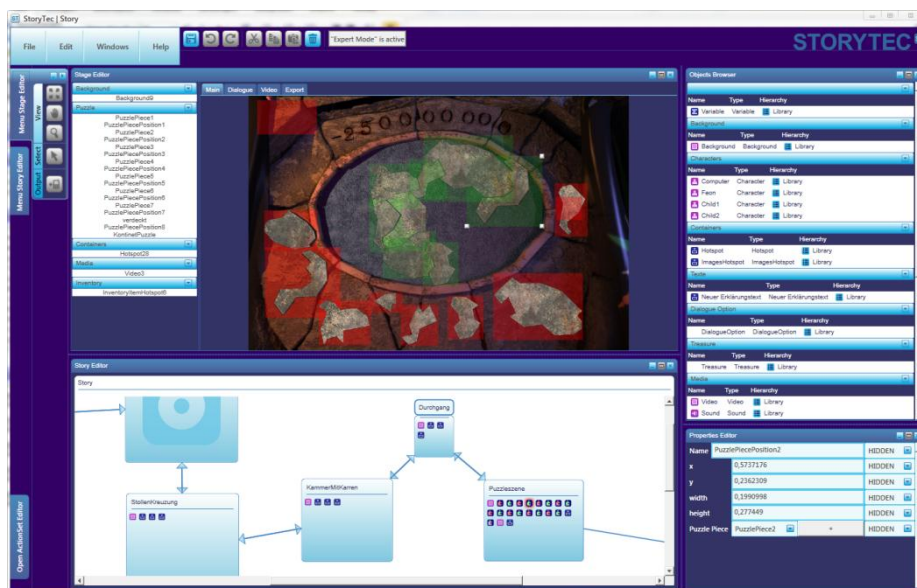 StoryTec | Story
File Edit Windows Help
"Expert Mode" is active
STORYTEC
Menu Stage Editor
Menu Story Editor
Open ActionSet Editor
View
Select
Output
Stage Editor
Background
Background9
Puzzle
PuzzlePiece1
PuzzlePiecePosition1
PuzzlePiece2
PuzzlePiecePosition2
PuzzlePiece3
PuzzlePiecePosition3
PuzzlePiece4
PuzzlePiecePosition4
PuzzlePiece5
PuzzlePiecePosition5
PuzzlePiece6
PuzzlePiecePosition6
PuzzlePiece7
PuzzlePiecePosition7
verdeckt
PuzzlePiecePosition8
KontinetPuzzle
Containers
Hotspot28
Media
Video3
Inventory
InventoryItemHotspot6
Main Dialogue Video Export
2500000000
Story Editor
Story
Durchgang
StollenKreuzung
KammerMitKarren
Puzzleszene
Objects Browser
Name Type Hierarchy
Variable Variable Library
Background
Name Type Hierarchy
Background Background Library
Characters
Name Type Hierarchy
Computer Character Library
Feon Character Library
Child1 Character Library
Child2 Character Library
Containers
Name Type Hierarchy
Hotspot Hotspot Library
ImagesHotspot ImagesHotspot Library
Texte
Name Type Hierarchy
Neuer Erklärungstext Neuer Erklärungstext Library
Dialogue Option
Name Type Hierarchy
DialogueOption DialogueOption Library
Treasure
Name Type Hierarchy
Treasure Treasure Library
Media
Name Type Hierarchy
Video Video Library
Sound Sound Library
Properties Editor
Name PuzzlePiecePosition2 HIDDEN
x 0,5737176 HIDDEN
y 0,2362309 HIDDEN
width 0,1990998 HIDDEN
height 0,277449 HIDDEN
Puzzle Piece PuzzlePiece2 + HIDDEN